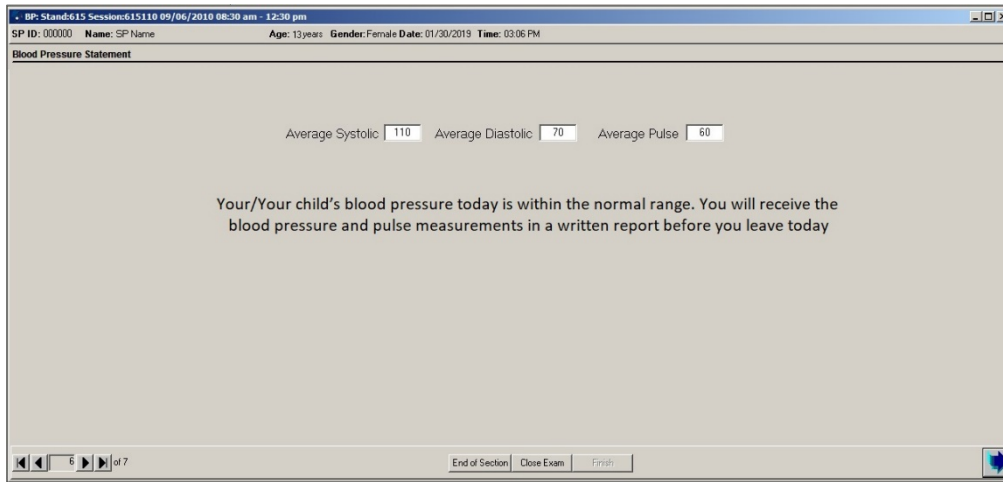 BP: Stand:615 Session:615110 09/06/2010 08:30 am - 12:30 pm
SP ID: 000000 Name: SP Name Age: 13 years Gender: Female Date: 01/30/2019 Time: 03:06 PM
Blood Pressure Statement
Average Systolic 110 Average Diastolic 70 Average Pulse 60
Your/Your child's blood pressure today is within the normal range. You will receive the
blood pressure and pulse measurements in a written report before you leave today
6 of 7 End of Section Close Exam Finish